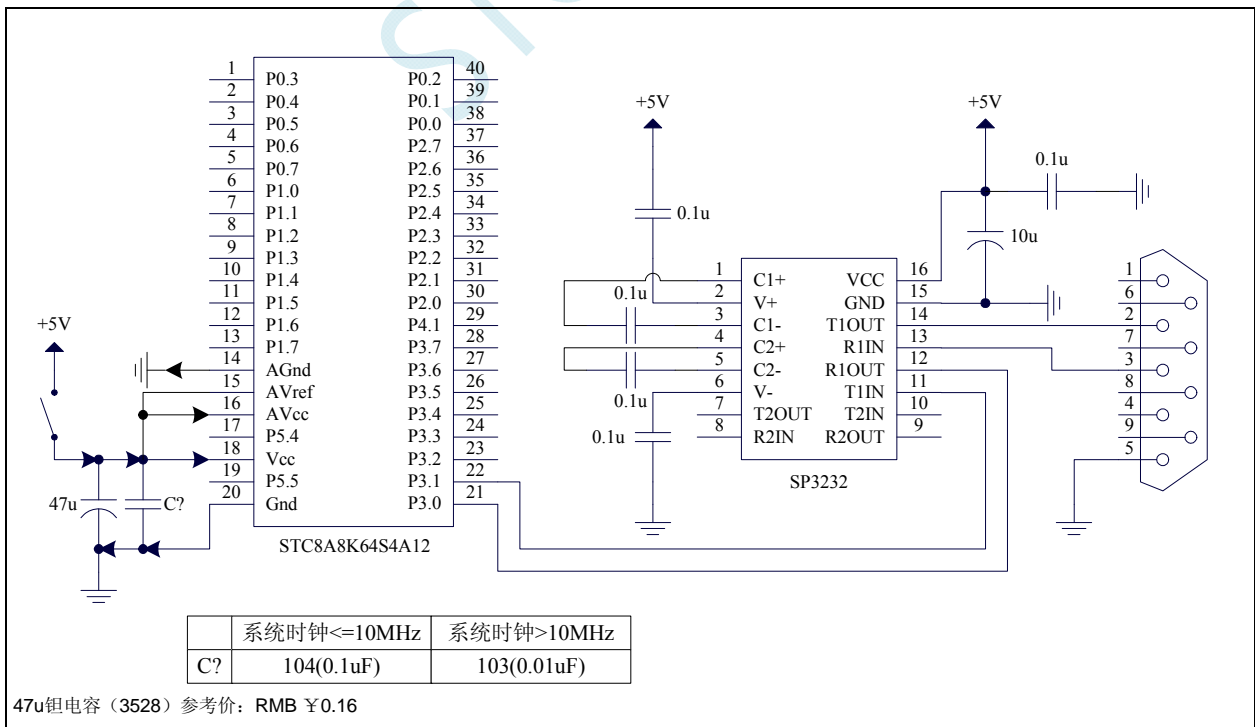 1 P0.3 P0.2 40
2 P0.4 P0.1 39
3 P0.5 P0.0 38
4 P0.6 P2.7 37
5 P0.7 P2.6 36
6 P1.0 P2.5 35
7 P1.1 P2.4 34
8 P1.2 P2.3 33
9 P1.3 P2.2 32
10 P1.4 P2.1 31
11 P1.5 P2.0 30
12 P1.6 P4.1 29
13 P1.7 P3.7 28
14 AGnd P3.6 27
15 AVref P3.5 26
16 AVcc P3.4 25
17 P5.4 P3.3 24
18 Vcc P3.2 23
19 P5.5 P3.1 22
20 Gnd P3.0 21
STC8A8K64S4A12
+5V
47u
C?
+5V
0.1u
+5V
0.1u
10u
0.1u
0.1u
0.1u
1 C1+ VCC 16
2 V+ GND 15
3 C1- T1OUT 14
4 C2+ R1IN 13
5 C2- R1OUT 12
6 V- T1IN 11
7 T2OUT T2IN 10
8 R2IN R2OUT 9
SP3232
1
6
2
7
3
8
4
9
5
系统时钟<=10MHz 系统时钟>10MHz
C? 104(0.1uF) 103(0.01uF)
47u钽电容（3528）参考价：RMB ￥0.16